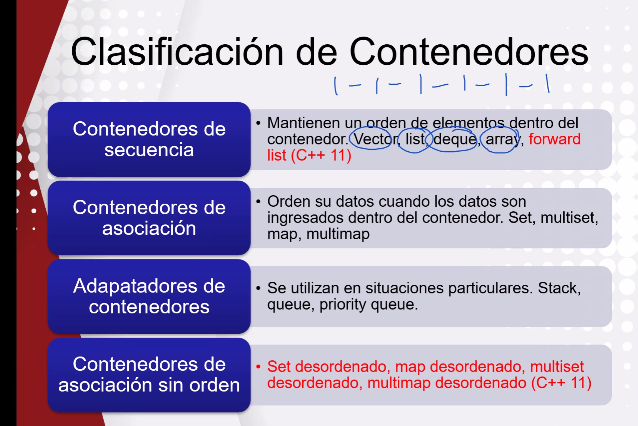 Clasificación de Contenedores
Contenedores de
secuencia
• Mantienen un orden de elementos dentro del
contenedor. Vector, list, deque, array, forward
list (C++ 11)
Contenedores de
asociación
• Orden su datos cuando los datos son
ingresados dentro del contenedor. Set, multiset,
map, multimap
Adapatadores de
contenedores
• Se utilizan en situaciones particulares. Stack,
queue, priority queue.
Contenedores de
asociación sin orden
• Set desordenado, map desordenado, multiset
desordenado, multimap desordenado (C++ 11)